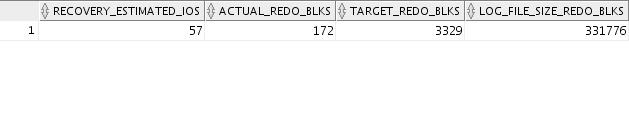 RECOVERY_ESTIMATED_IOS ACTUAL_REDO_BLKS TARGET_REDO_BLKS LOG_FILE_SIZE_REDO_BLKS
1 57 172 3329 331776